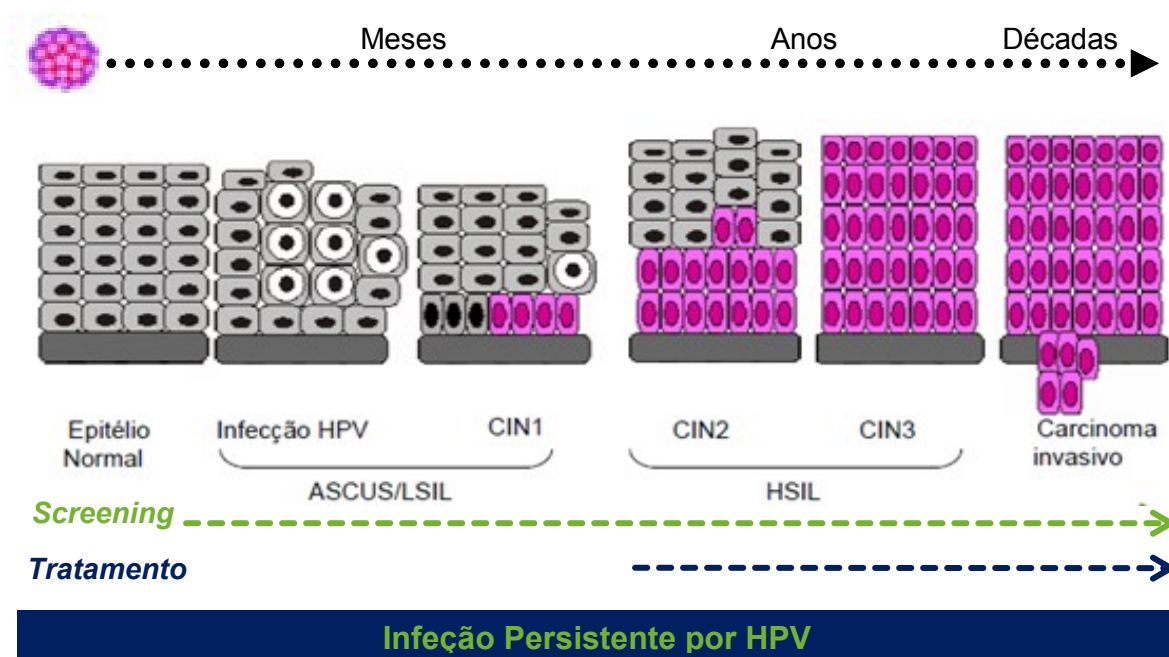 Meses Anos Décadas
Epitélio Normal
Infecção HPV
CIN1
CIN2
CIN3
Carcinoma invasivo
ASCUS/LSIL
HSIL
Screening
Tratamento
Infeção Persistente por HPV